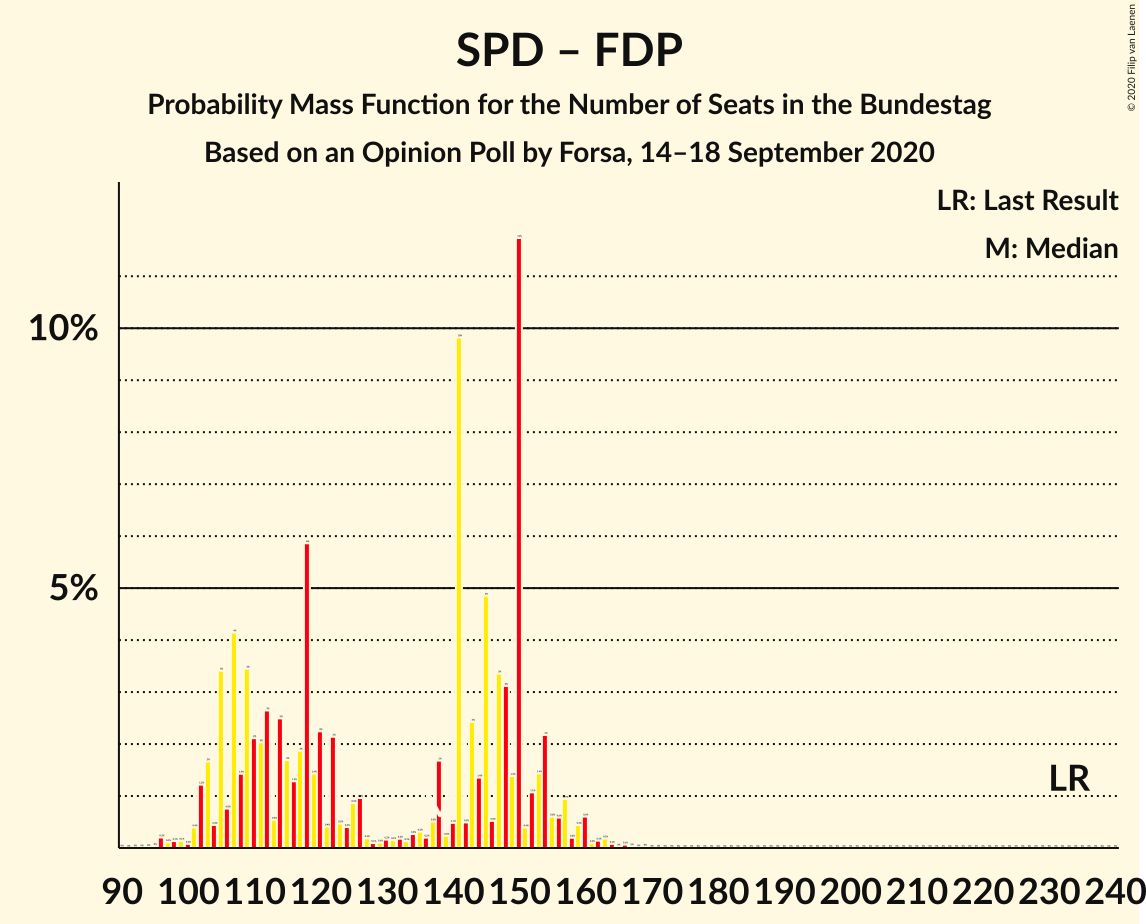 SPD – FDP
Probability Mass Function for the Number of Seats in the Bundestag
Based on an Opinion Poll by Forsa, 14–18 September 2020
© 2020 Filip van Laenen
LR: Last Result
M: Median
10%
5%
LR
90 100 110 120 130 140 150 160 170 180 190 200 210 220 230 240